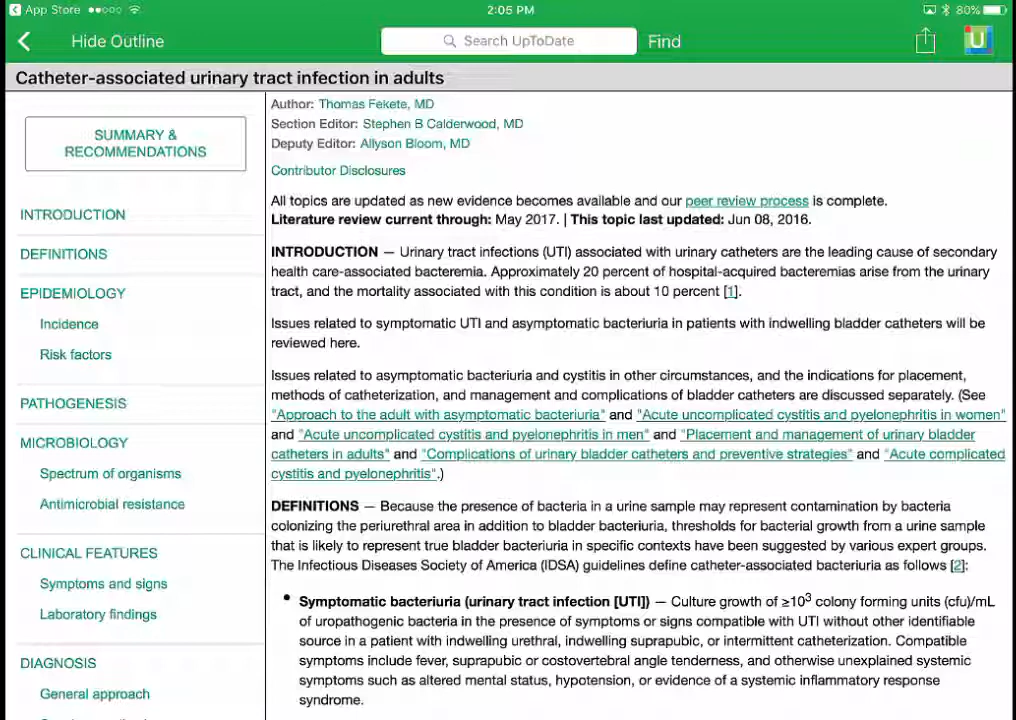 App Store
2:05 PM
80%
Hide Outline
Search UpToDate
Find
U
Catheter-associated urinary tract infection in adults
SUMMARY &
RECOMMENDATIONS
INTRODUCTION
DEFINITIONS
EPIDEMIOLOGY
Incidence
Risk factors
PATHOGENESIS
MICROBIOLOGY
Spectrum of organisms
Antimicrobial resistance
CLINICAL FEATURES
Symptoms and signs
Laboratory findings
DIAGNOSIS
General approach
Author: Thomas Fekete, MD
Section Editor: Stephen B Calderwood, MD
Deputy Editor: Allyson Bloom, MD
Contributor Disclosures
All topics are updated as new evidence becomes available and our peer review process is complete.
Literature review current through: May 2017. | This topic last updated: Jun 08, 2016.
INTRODUCTION — Urinary tract infections (UTI) associated with urinary catheters are the leading cause of secondary
health care-associated bacteremia. Approximately 20 percent of hospital-acquired bacteremias arise from the urinary
tract, and the mortality associated with this condition is about 10 percent [1].
Issues related to symptomatic UTI and asymptomatic bacteriuria in patients with indwelling bladder catheters will be
reviewed here.
Issues related to asymptomatic bacteriuria and cystitis in other circumstances, and the indications for placement,
methods of catheterization, and management and complications of bladder catheters are discussed separately. (See
"Approach to the adult with asymptomatic bacteriuria" and "Acute uncomplicated cystitis and pyelonephritis in women"
and "Acute uncomplicated cystitis and pyelonephritis in men" and "Placement and management of urinary bladder
catheters in adults" and "Complications of urinary bladder catheters and preventive strategies" and "Acute complicated
cystitis and pyelonephritis".)
DEFINITIONS — Because the presence of bacteria in a urine sample may represent contamination by bacteria
colonizing the periurethral area in addition to bladder bacteriuria, thresholds for bacterial growth from a urine sample
that is likely to represent true bladder bacteriuria in specific contexts have been suggested by various expert groups.
The Infectious Diseases Society of America (IDSA) guidelines define catheter-associated bacteriuria as follows [2]:
• Symptomatic bacteriuria (urinary tract infection [UTI]) — Culture growth of ≥10³ colony forming units (cfu)/mL
of uropathogenic bacteria in the presence of symptoms or signs compatible with UTI without other identifiable
source in a patient with indwelling urethral, indwelling suprapubic, or intermittent catheterization. Compatible
symptoms include fever, suprapubic or costovertebral angle tenderness, and otherwise unexplained systemic
symptoms such as altered mental status, hypotension, or evidence of a systemic inflammatory response
syndrome.